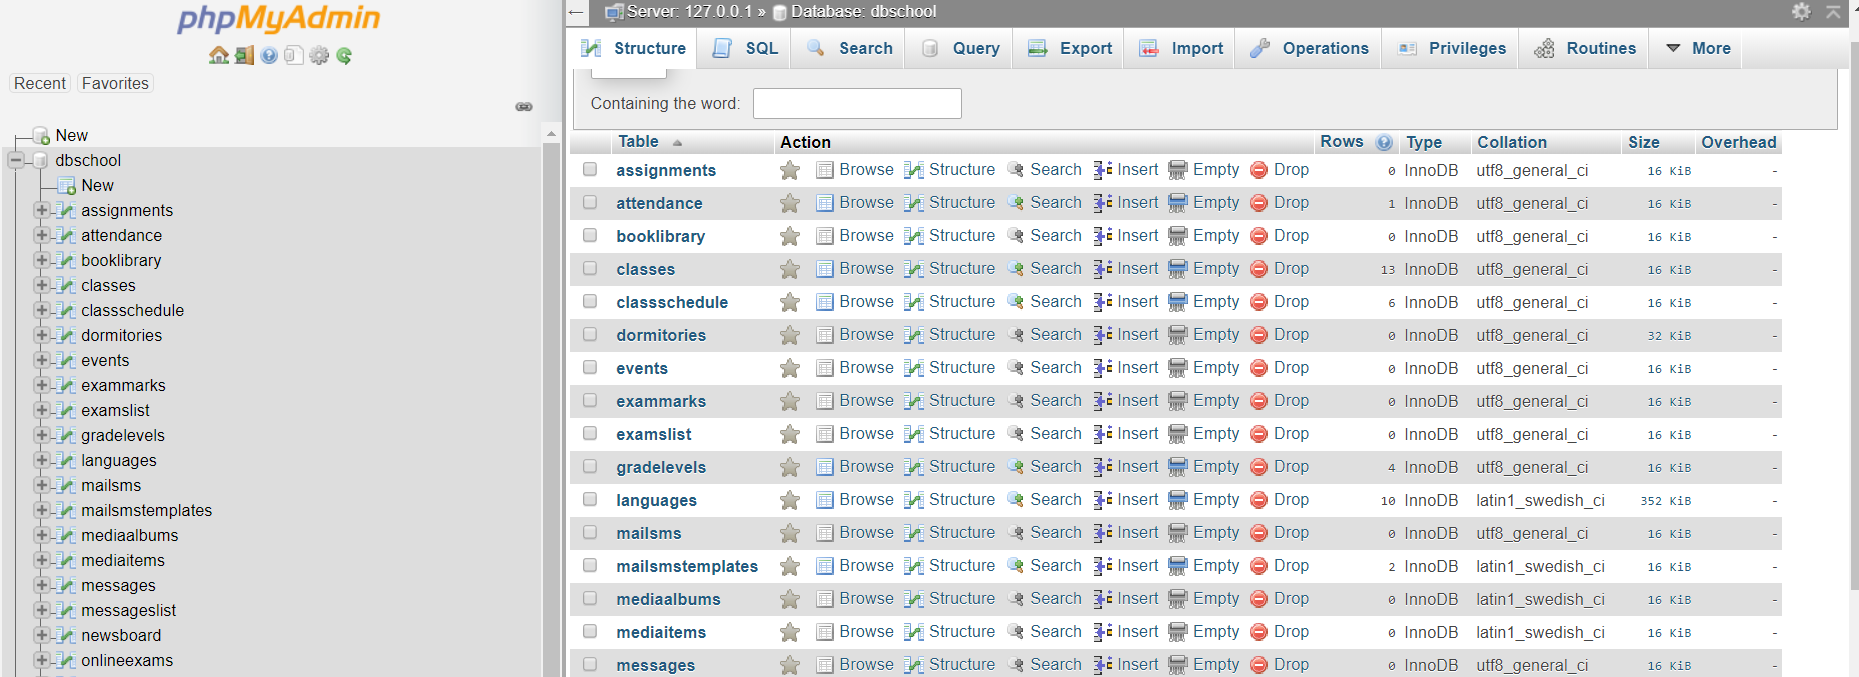 phpMyAdmin
Recent Favorites
New
dbschool
New
assignments
attendance
booklibrary
classes
classschedule
dormitories
events
exammarks
examslist
gradelevels
languages
mailsms
mailsmstemplates
mediaalbums
mediaitems
messages
messageslist
newsboard
onlineexams
Server: 127.0.0.1 » Database: dbschool
Structure SQL Search Query Export Import Operations Privileges Routines More
Containing the word:
Table Action Rows Type Collation Size Overhead
assignments Browse Structure Search Insert Empty Drop 0 InnoDB utf8_general_ci 16 KiB -
attendance Browse Structure Search Insert Empty Drop 1 InnoDB utf8_general_ci 16 KiB -
booklibrary Browse Structure Search Insert Empty Drop 0 InnoDB utf8_general_ci 16 KiB -
classes Browse Structure Search Insert Empty Drop 13 InnoDB utf8_general_ci 16 KiB -
classschedule Browse Structure Search Insert Empty Drop 6 InnoDB utf8_general_ci 16 KiB -
dormitories Browse Structure Search Insert Empty Drop 0 InnoDB utf8_general_ci 32 KiB -
events Browse Structure Search Insert Empty Drop 0 InnoDB utf8_general_ci 16 KiB -
exammarks Browse Structure Search Insert Empty Drop 0 InnoDB utf8_general_ci 16 KiB -
examslist Browse Structure Search Insert Empty Drop 0 InnoDB utf8_general_ci 16 KiB -
gradelevels Browse Structure Search Insert Empty Drop 4 InnoDB utf8_general_ci 16 KiB -
languages Browse Structure Search Insert Empty Drop 10 InnoDB latin1_swedish_ci 352 KiB -
mailsms Browse Structure Search Insert Empty Drop 0 InnoDB utf8_general_ci 16 KiB -
mailsmstemplates Browse Structure Search Insert Empty Drop 2 InnoDB latin1_swedish_ci 16 KiB -
mediaalbums Browse Structure Search Insert Empty Drop 0 InnoDB latin1_swedish_ci 16 KiB -
mediaitems Browse Structure Search Insert Empty Drop 0 InnoDB latin1_swedish_ci 16 KiB -
messages Browse Structure Search Insert Empty Drop 0 InnoDB utf8_general_ci 16 KiB -